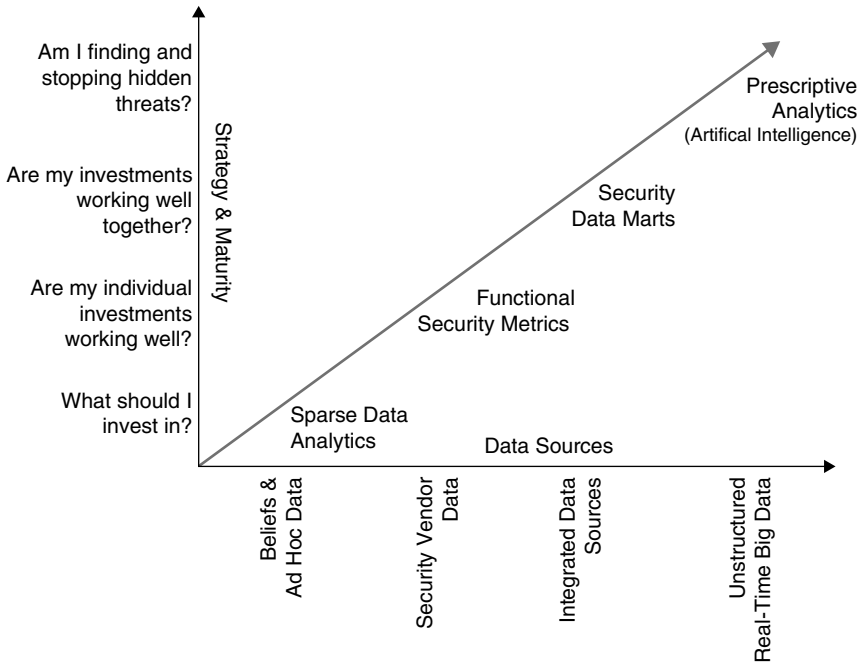 Am I finding and
stopping hidden
threats?
Are my investments
working well
together?
Are my individual
investments
working well?
What should I
invest in?
Strategy & Maturity
Prescriptive
Analytics
(Artifical Intelligence)
Security
Data Marts
Functional
Security Metrics
Sparse Data
Analytics
Data Sources
Beliefs &
Ad Hoc Data
Security Vendor
Data
Integrated Data
Sources
Unstructured
Real-Time Big Data